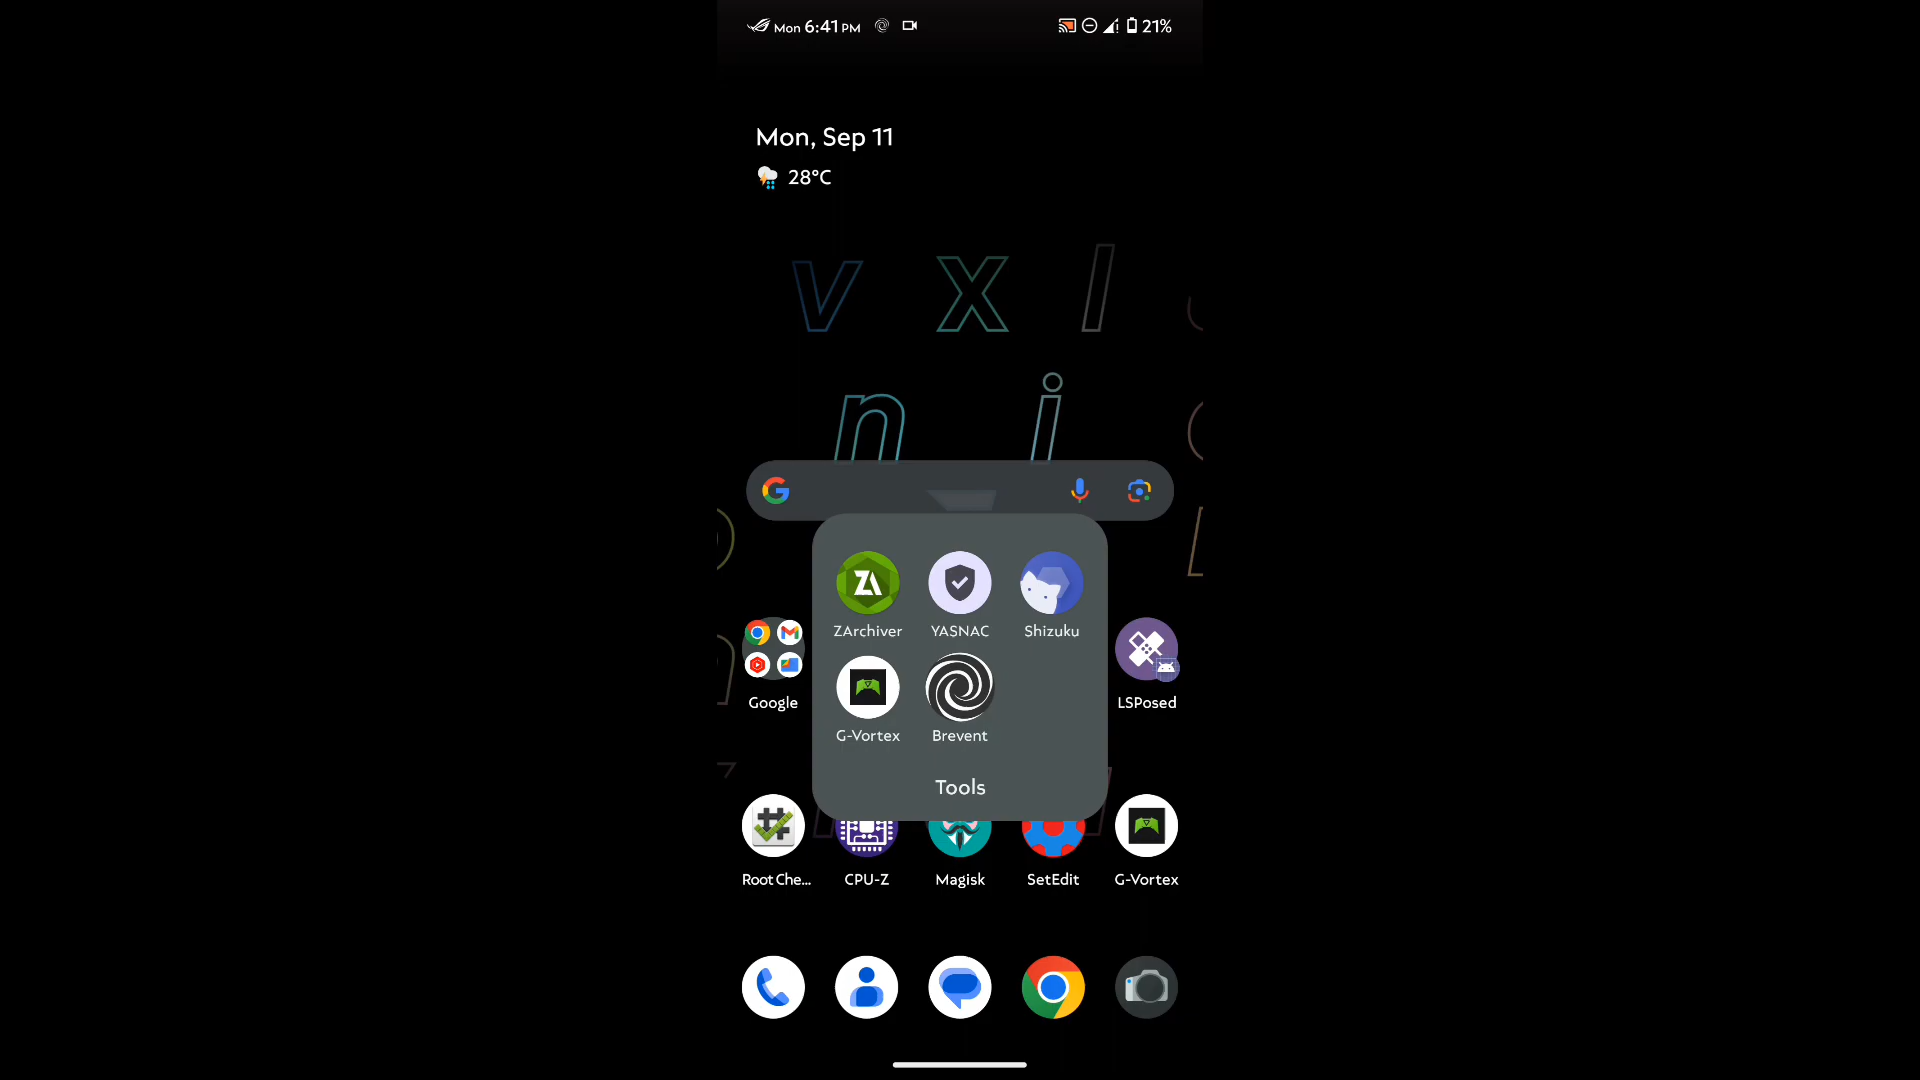 Mon 6:41 PM 21%
Mon, Sep 11
28°C
v x l
n i
ZArchiver YASNAC Shizuku
Google LSPosed
G-Vortex Brevent
Tools
Root Che... CPU-Z Magisk SetEdit G-Vortex